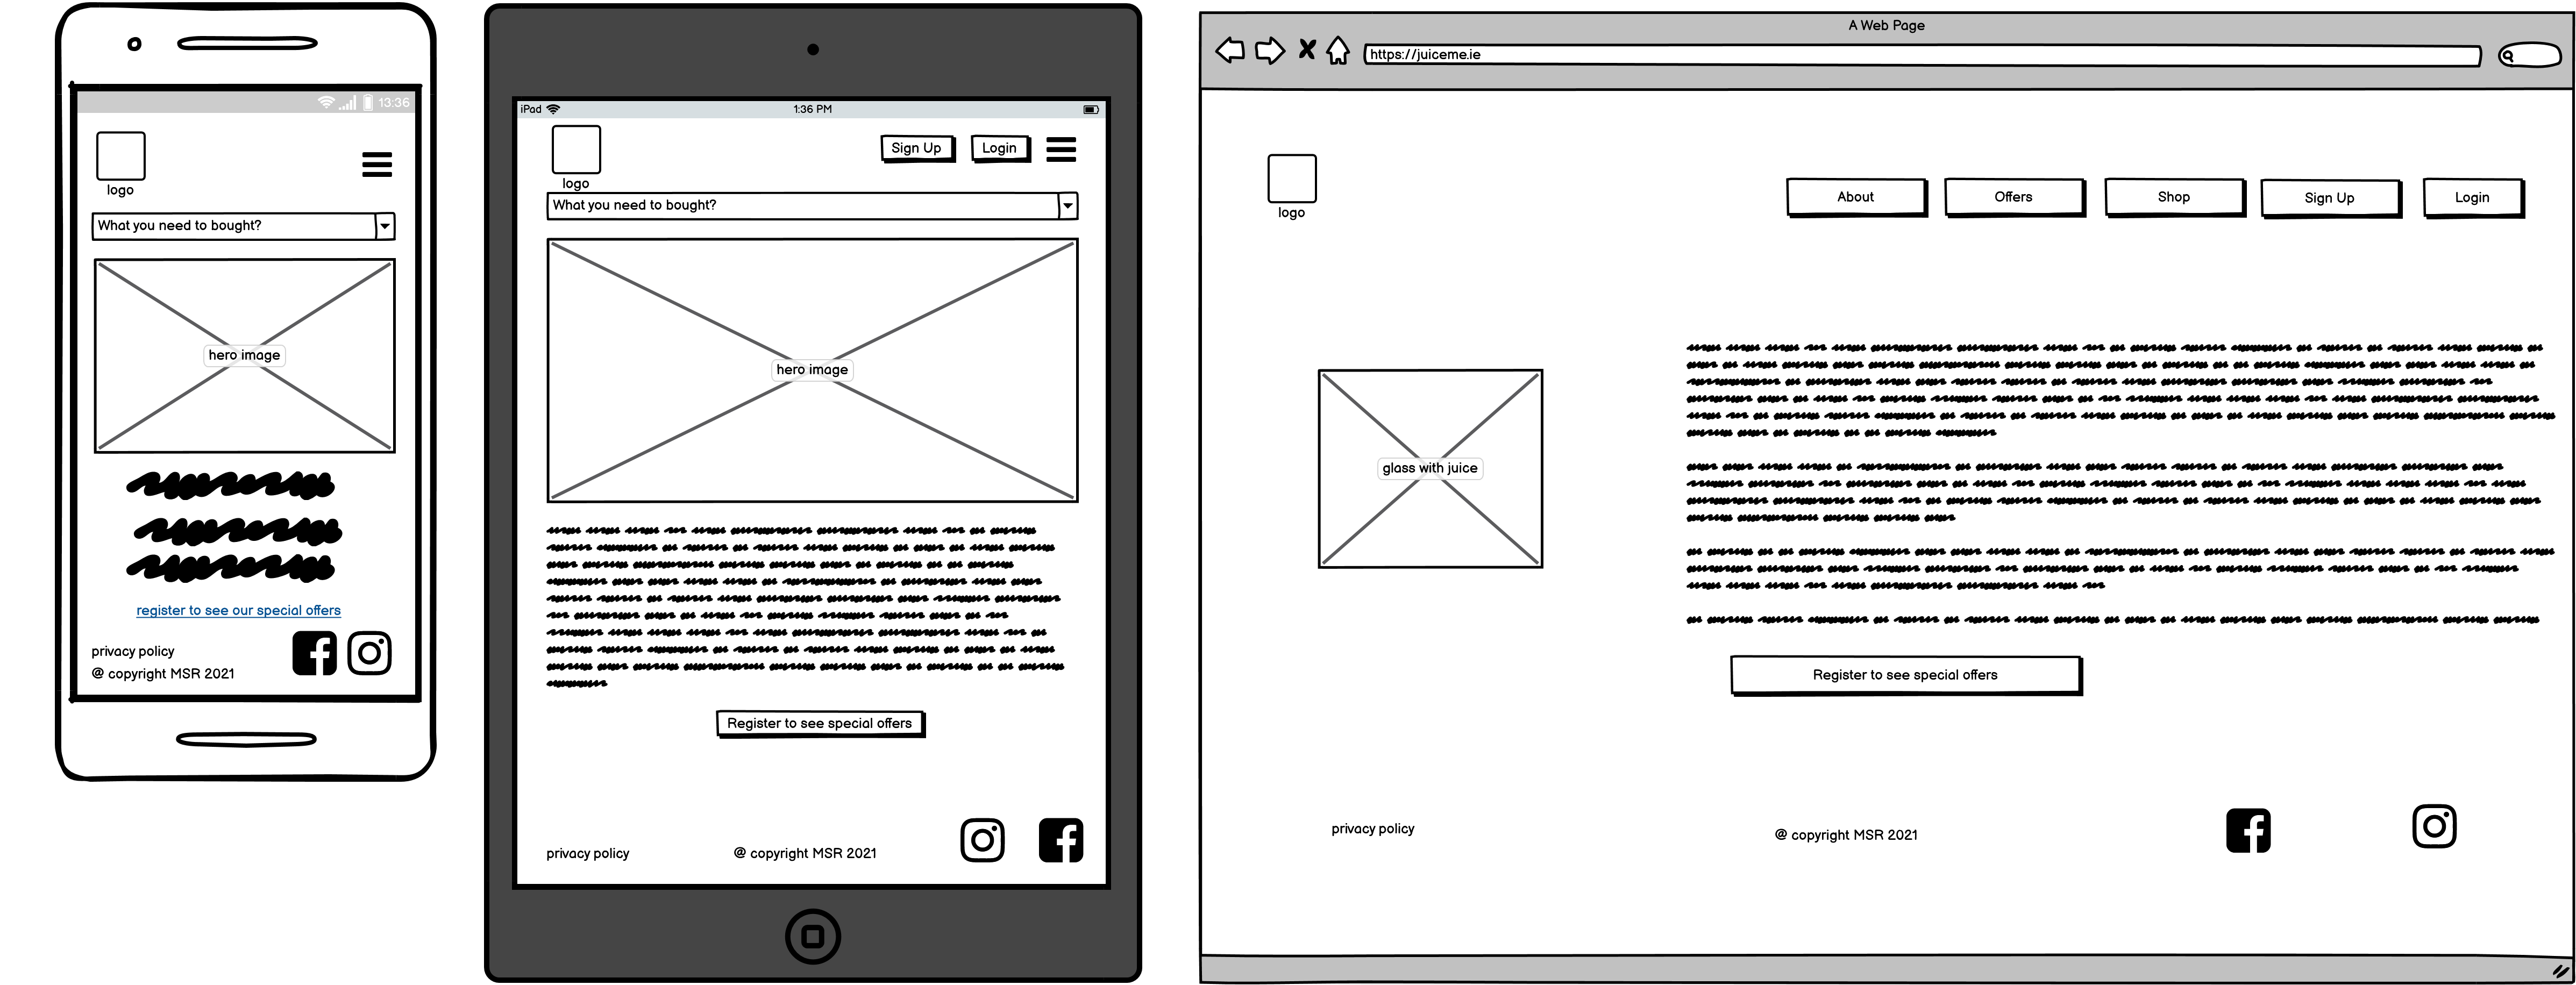 13:36
logo
What you need to bought?
hero image
register to see our special offers
privacy policy
@ copyright MSR 2021
iPad
1:36 PM
Sign Up
Login
logo
What you need to bought?
hero image
Register to see special offers
privacy policy
@ copyright MSR 2021
A Web Page
https://juiceme.ie
logo
About
Offers
Shop
Sign Up
Login
glass with juice
Register to see special offers
privacy policy
@ copyright MSR 2021